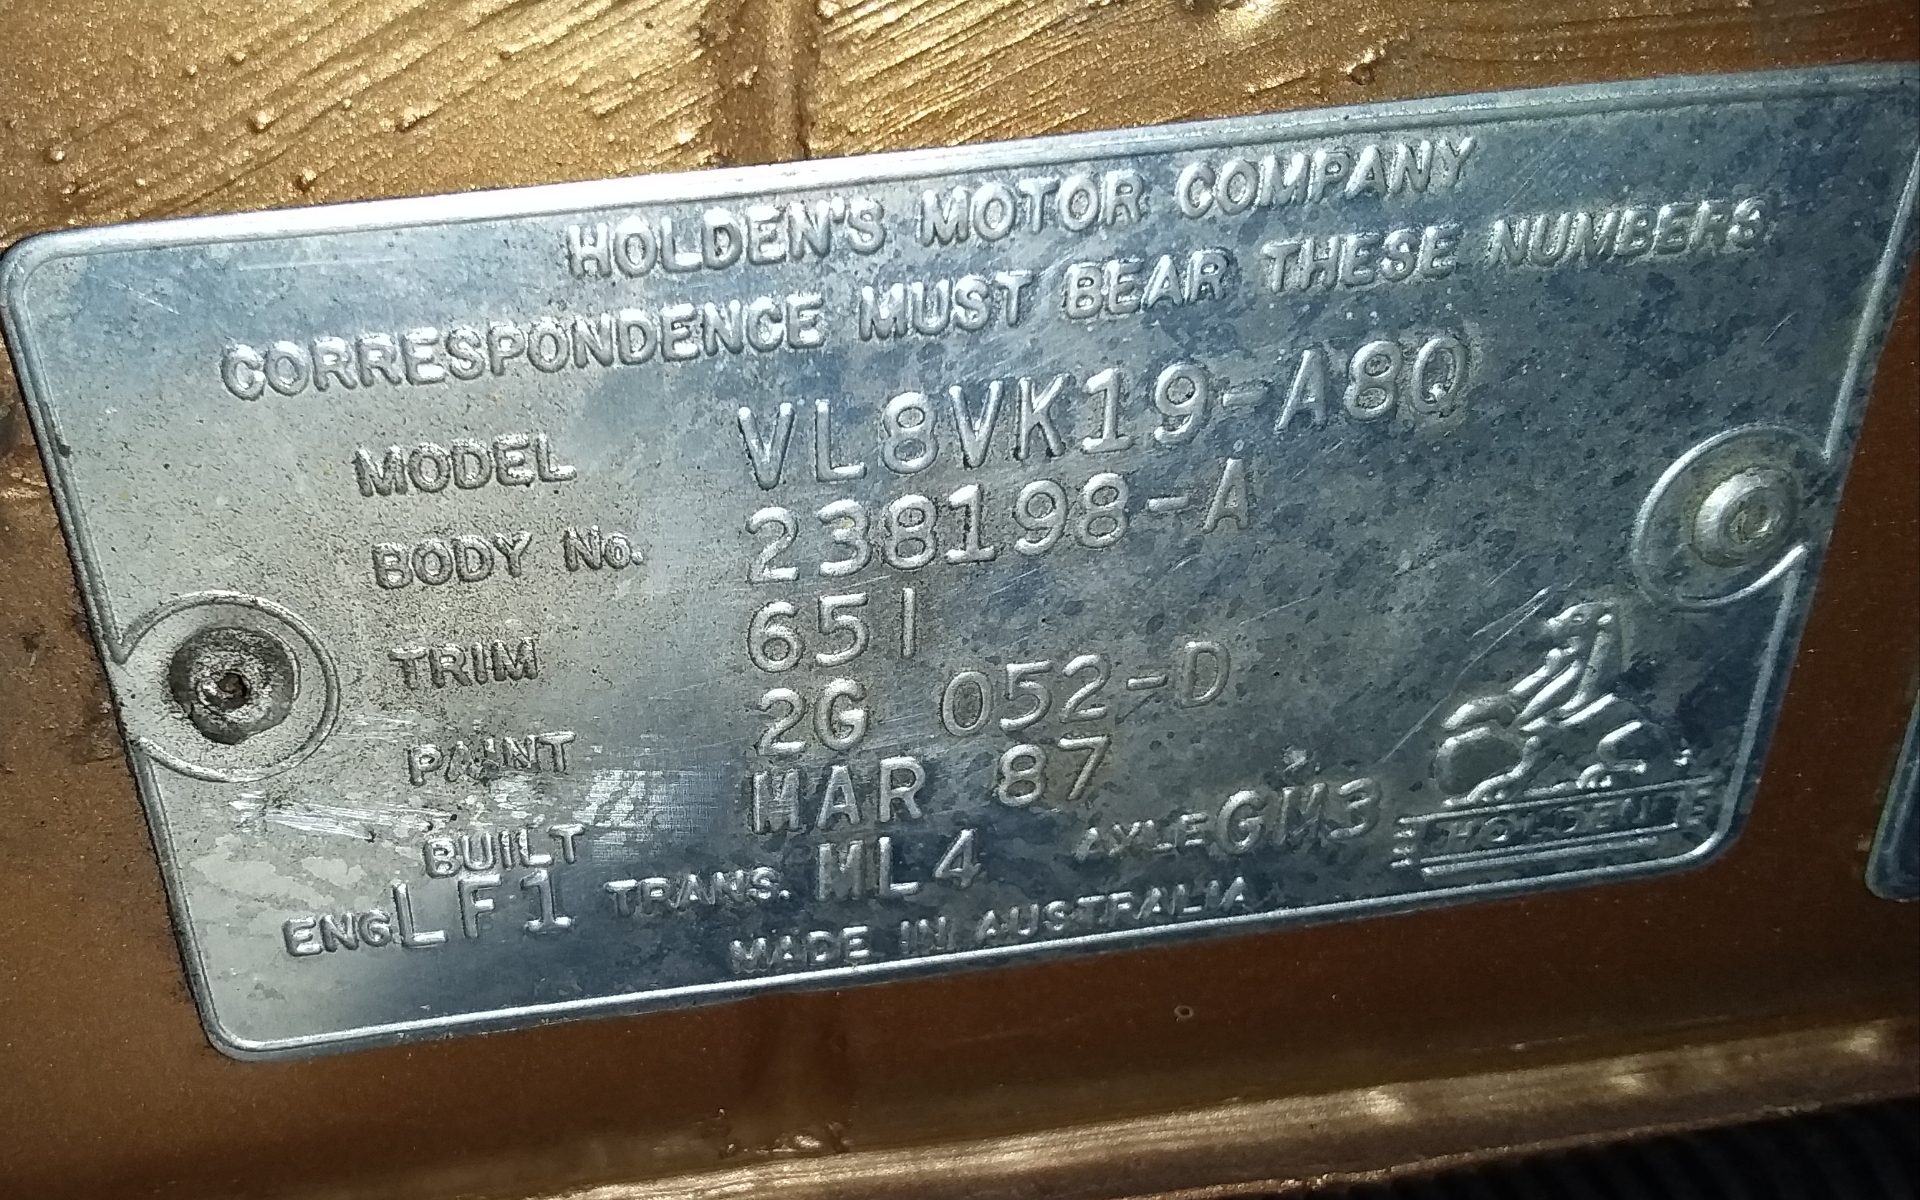 HOLDEN'S MOTOR COMPANY
CORRESPONDENCE MUST BEAR THESE NUMBERS
MODEL VL8VK19-A8Q
BODY No. 238198-A
TRIM 651
PAINT 2G 052-D
BUILT MAR 87
ENG. LF1 TRANS. ML4 AXLE GM3
HOLDEN
MADE IN AUSTRALIA